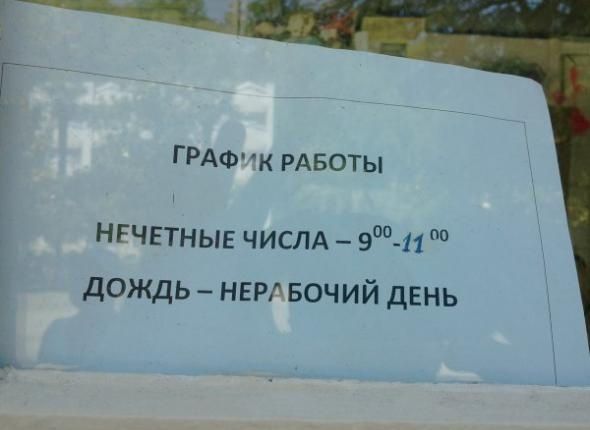 ГРАФИК РАБОТЫ
НЕЧЕТНЫЕ ЧИСЛА – 9⁰⁰-11⁰⁰
ДОЖДЬ – НЕРАБОЧИЙ ДЕНЬ